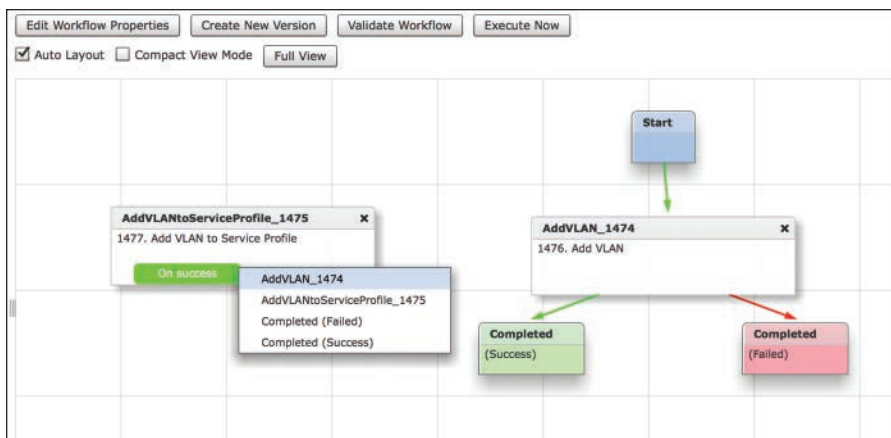 Edit Workflow Properties Create New Version Validate Workflow Execute Now
Auto Layout Compact View Mode Full View
Start
AddVLANtoServiceProfile_1475 x
1477. Add VLAN to Service Profile
On success
AddVLAN_1474
AddVLANtoServiceProfile_1475
Completed (Failed)
Completed (Success)
AddVLAN_1474 x
1476. Add VLAN
Completed
(Success)
Completed
(Failed)